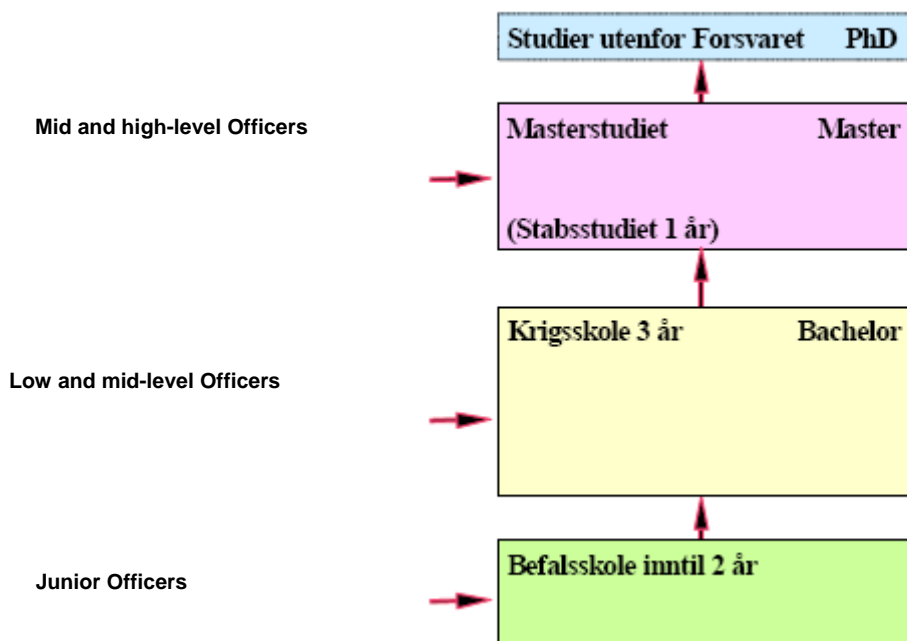 Studier utenfor Forsvaret PhD
Mid and high-level Officers
Masterstudiet Master
(Stabsstudiet 1 år)
Krigsskole 3 år Bachelor
Low and mid-level Officers
Befalsskole inntil 2 år
Junior Officers